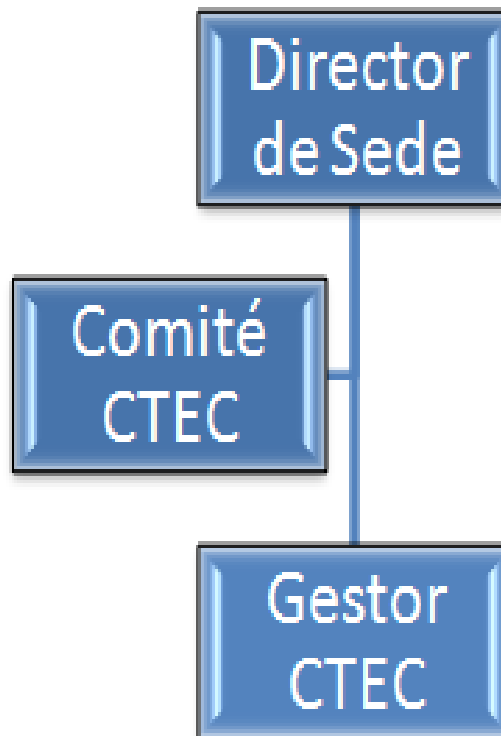 Director
de Sede
Comité
CTEC
Gestor
CTEC